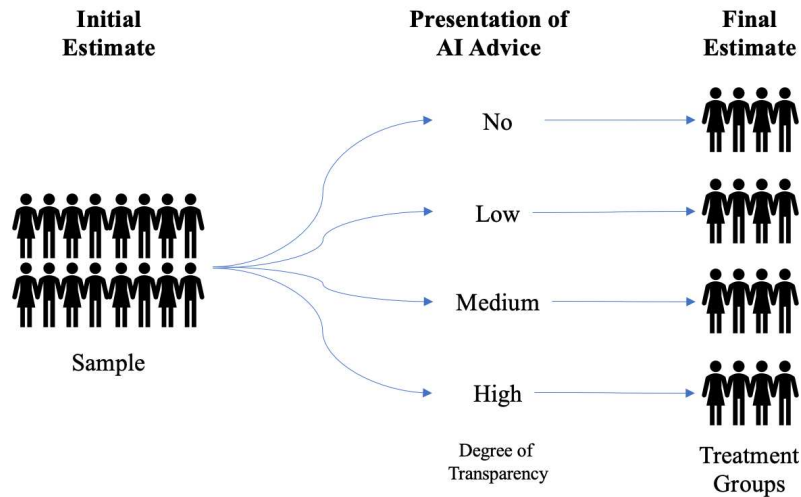 Initial
Estimate
Presentation of
AI Advice
Final
Estimate
No
Low
Medium
High
Sample
Degree of
Transparency
Treatment
Groups